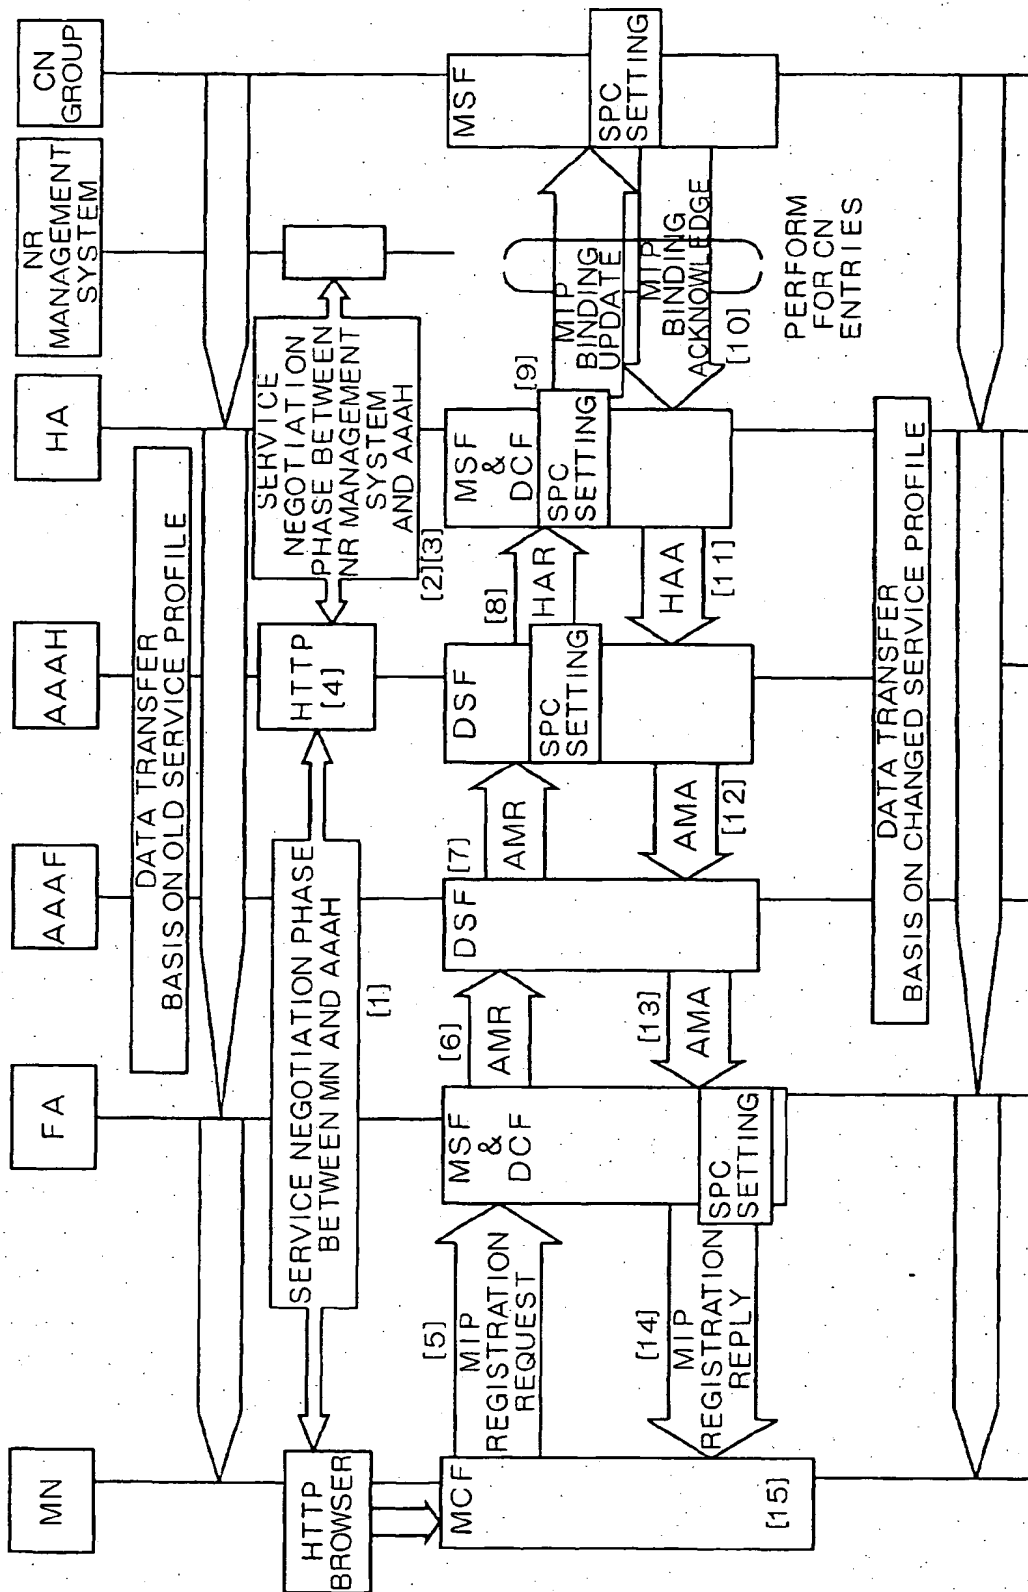 MN
FA
AAAF
AAAH
HA
NR
MANAGEMENT
SYSTEM
CN
GROUP
DATA TRANSFER
BASIS ON OLD SERVICE PROFILE
HTTP
BROWSER
SERVICE NEGOTIATION PHASE
BETWEEN MN AND AAAH
[1]
HTTP
[4]
SERVICE
NEGOTIATION
PHASE BETWEEN
NR MANAGEMENT
SYSTEM
AND AAAH
[2][3]
MCF
[5]
MIP
REGISTRATION
REQUEST
MSF
&
DCF
[6]
AMR
DSF
[7]
AMR
DSF
SPC
SETTING
[8]
HAR
MSF
&
DCF
SPC
SETTING
[9]
MIP
BINDING
UPDATE
MSF
SPC
SETTING
MIP
BINDING
ACKNOWLEDGE
[10]
PERFORM
FOR CN
ENTRIES
HAA
[11]
AMA
[12]
[13]
AMA
SPC
SETTING
[14]
MIP
REGISTRATION
REPLY
[15]
DATA TRANSFER
BASIS ON CHANGED SERVICE PROFILE